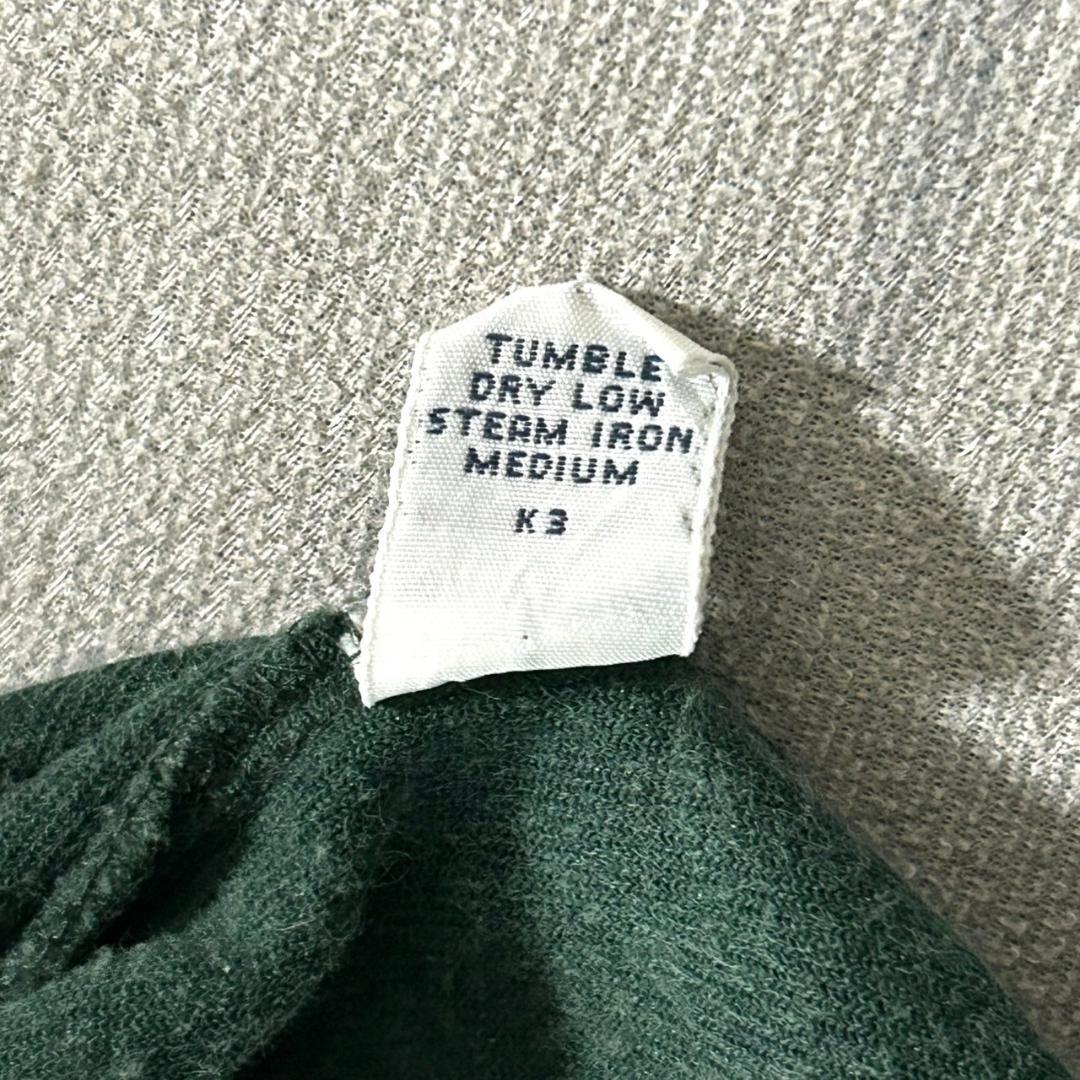 TUMBLE
DRY LOW
STEAM IRON
MEDIUM
K3